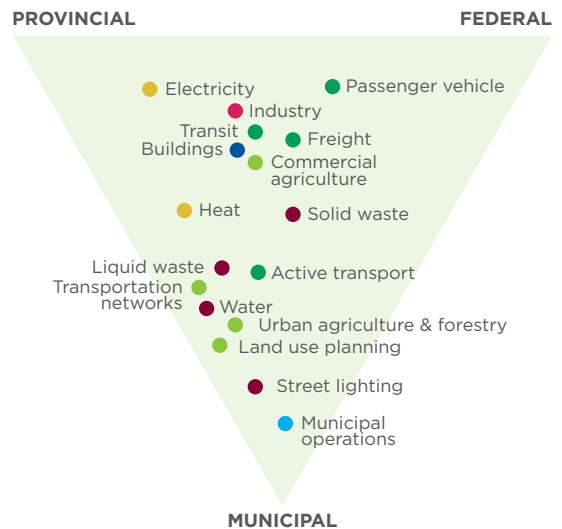 PROVINCIAL
FEDERAL
Electricity
Passenger vehicle
Industry
Transit
Freight
Buildings
Commercial
agriculture
Heat
Solid waste
Liquid waste
Active transport
Transportation
networks
Water
Urban agriculture & forestry
Land use planning
Street lighting
Municipal
operations
MUNICIPAL